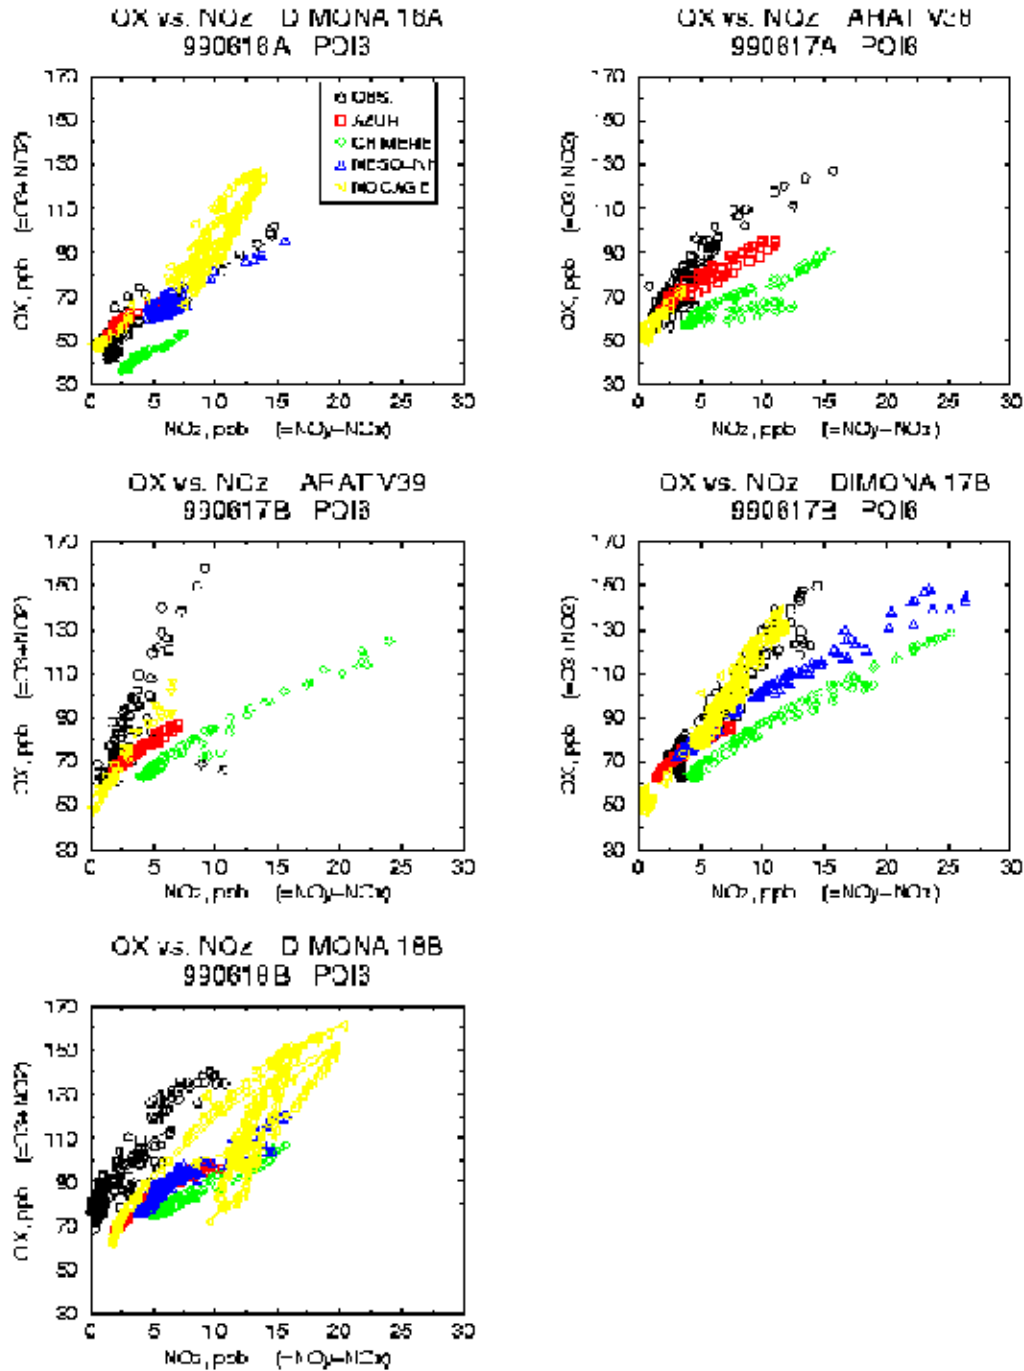 OX vs. NOz D MONA 16A
990616A POI3
170
150
130
110
90
70
50
30
OX, ppb (=O3+NO2)
OBS.
AZUR
CHIMERE
MESO-NH
MOCAGE
0 5 10 15 20 25 30
NOz, ppb (=NOy-NOx)
OX vs. NOz ARAT V38
990617A POI6
170
150
130
110
90
70
50
30
OX, ppb (=O3+NO2)
0 5 10 15 20 25 30
NOz, ppb (=NOy-NOx)
OX vs. NOz ARAT V39
990617B POI6
170
150
130
110
90
70
50
30
OX, ppb (=O3+NO2)
0 5 10 15 20 25 30
NOz, ppb (=NOy-NOx)
OX vs. NOz DIMONA 17B
990617B POI6
170
150
130
110
90
70
50
30
OX, ppb (=O3+NO2)
0 5 10 15 20 25 30
NOz, ppb (=NOy-NOx)
OX vs. NOz D MONA 18B
990618B POI3
170
150
130
110
90
70
50
30
OX, ppb (=O3+NO2)
0 5 10 15 20 25 30
NOz, ppb (=NOy-NOx)